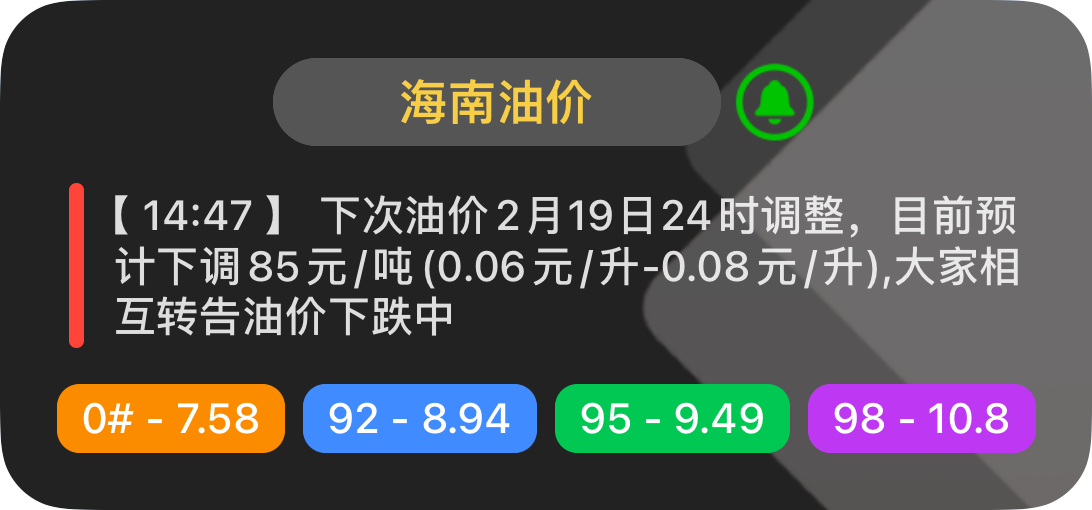 海南油价
【 14:47 】 下次油价2月19日24时调整，目前预
计下调85元/吨(0.06元/升-0.08元/升),大家相
互转告油价下跌中
0# - 7.58 92 - 8.94 95 - 9.49 98 - 10.8